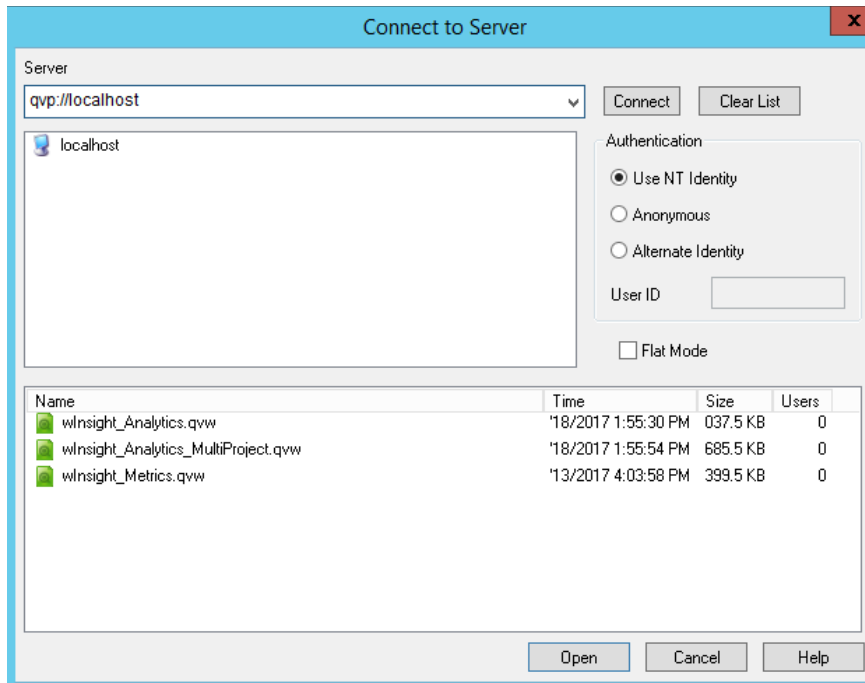 Connect to Server
x
Server
qvp://localhost
Connect
Clear List
localhost
Authentication
Use NT Identity
Anonymous
Alternate Identity
User ID
Flat Mode
Name Time Size Users
wInsight_Analytics.qvw '18/2017 1:55:30 PM 037.5 KB 0
wInsight_Analytics_MultiProject.qvw '18/2017 1:55:54 PM 685.5 KB 0
wInsight_Metrics.qvw '13/2017 4:03:58 PM 399.5 KB 0
Open
Cancel
Help